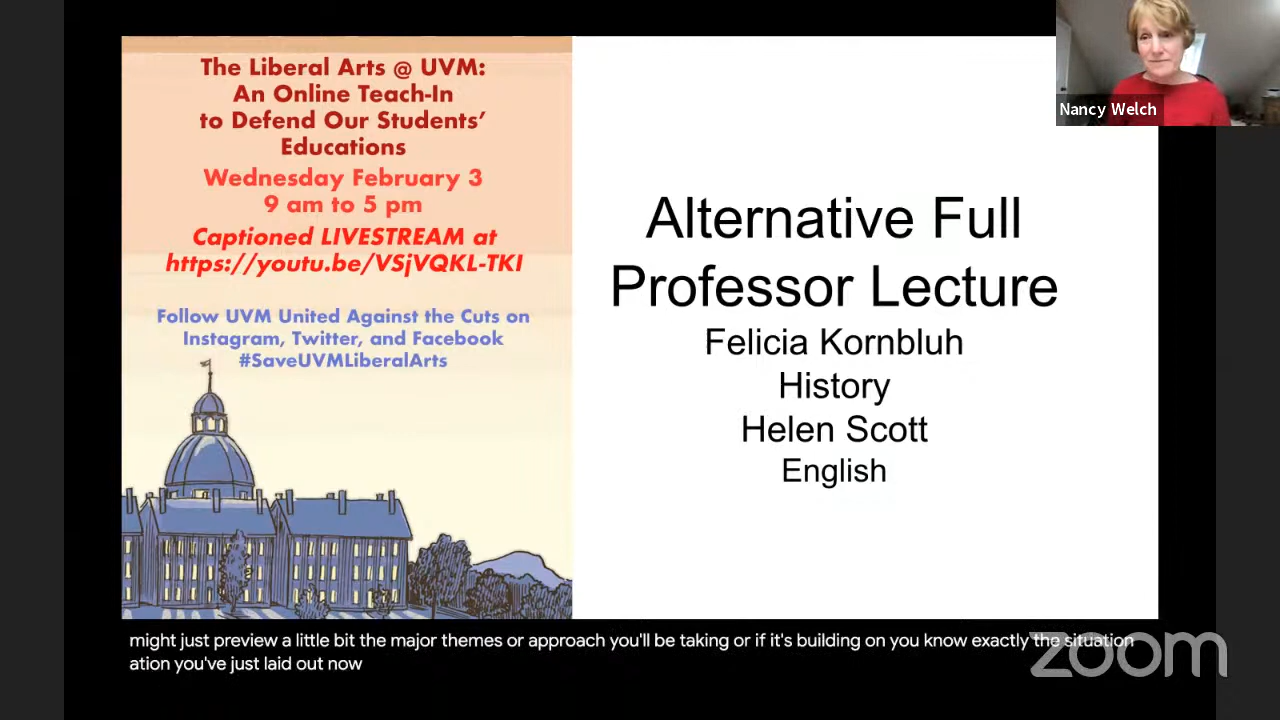 The Liberal Arts @ UVM:
An Online Teach-In
to Defend Our Students'
Educations
Wednesday February 3
9 am to 5 pm
Captioned LIVESTREAM at
https://youtu.be/VSjVQKL-TKI
Follow UVM United Against the Cuts on
Instagram, Twitter, and Facebook
#SaveUVMLiberalArts
Alternative Full
Professor Lecture
Felicia Kornbluh
History
Helen Scott
English
Nancy Welch
might just preview a little bit the major themes or approach you'll be taking or if it's building on you know exactly the situation
ation you've just laid out now
zoom